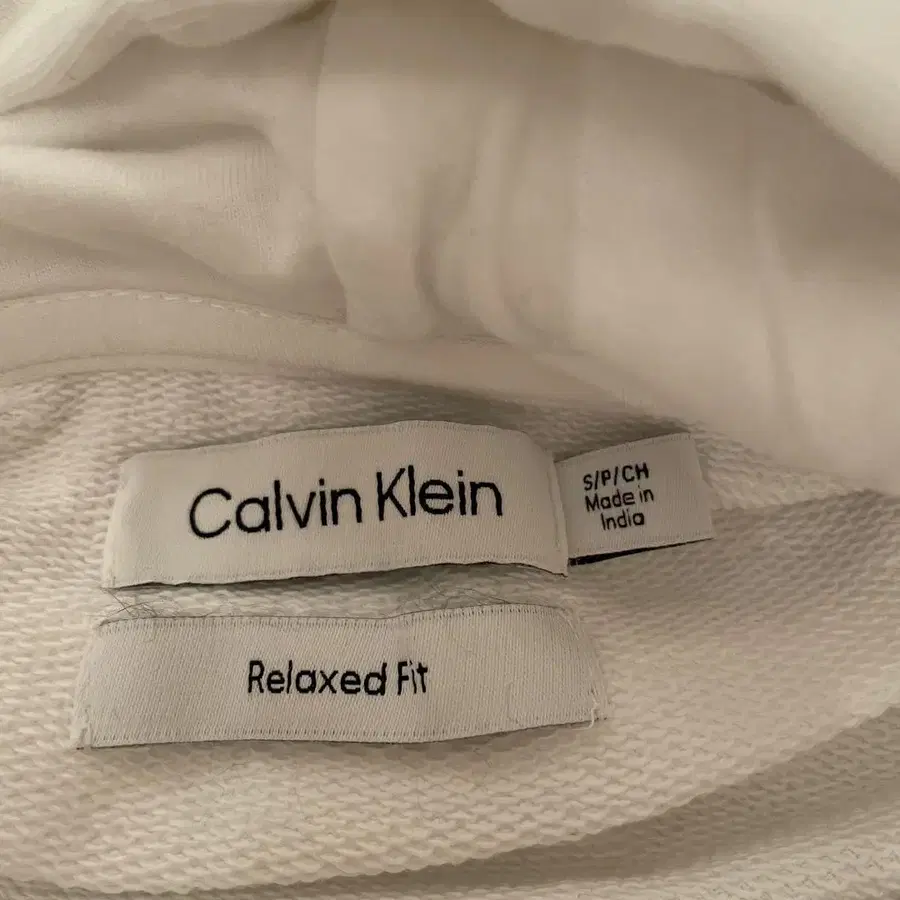 Calvin Klein
S/P/CH
Made in
India
Relaxed Fit